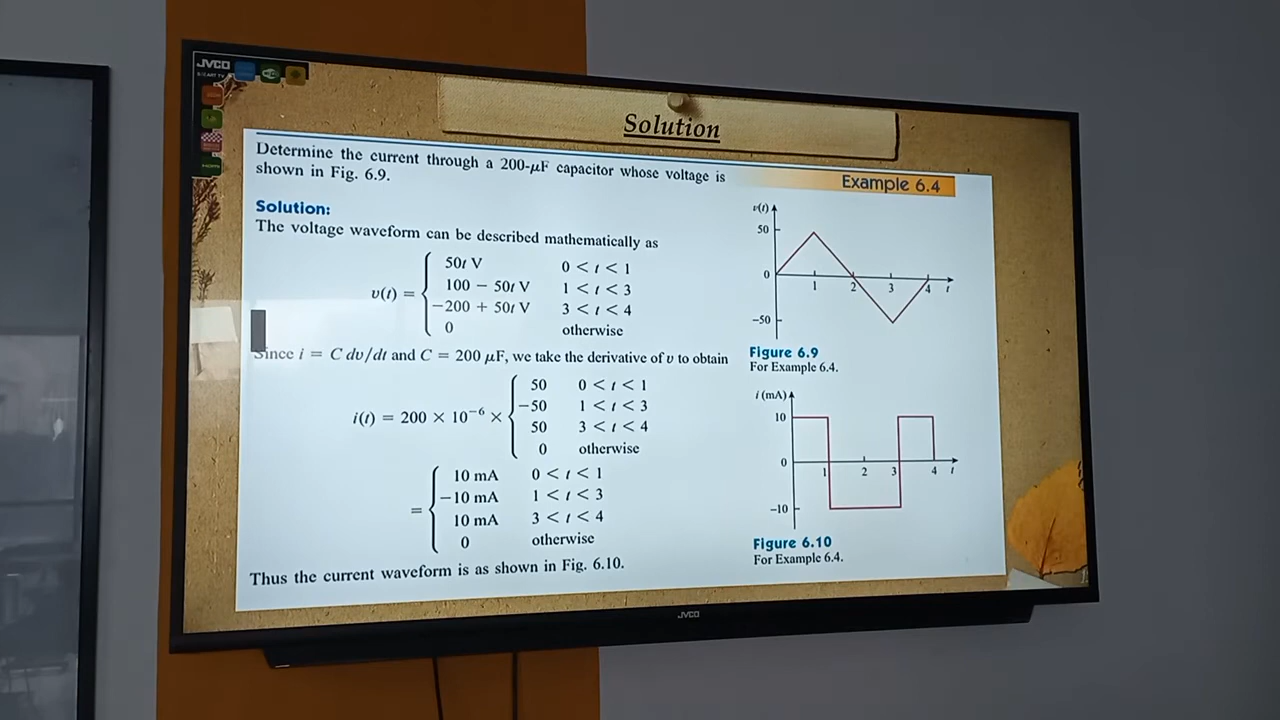 JVCO
Solution
Determine the current through a 200-μF capacitor whose voltage is
shown in Fig. 6.9.
Example 6.4
Solution:
The voltage waveform can be described mathematically as
v(t) = { 50t V 0 < t < 1
100 − 50t V 1 < t < 3
−200 + 50t V 3 < t < 4
0 otherwise
Since i = C dv/dt and C = 200 μF, we take the derivative of v to obtain
i(t) = 200 × 10⁻⁶ × { 50 0 < t < 1
−50 1 < t < 3
50 3 < t < 4
0 otherwise
= { 10 mA 0 < t < 1
−10 mA 1 < t < 3
10 mA 3 < t < 4
0 otherwise
Thus the current waveform is as shown in Fig. 6.10.
v(t)
50
0
1 2 3 4 t
−50
Figure 6.9
For Example 6.4.
i (mA)
10
0
1 2 3 4 t
−10
Figure 6.10
For Example 6.4.
JVCO